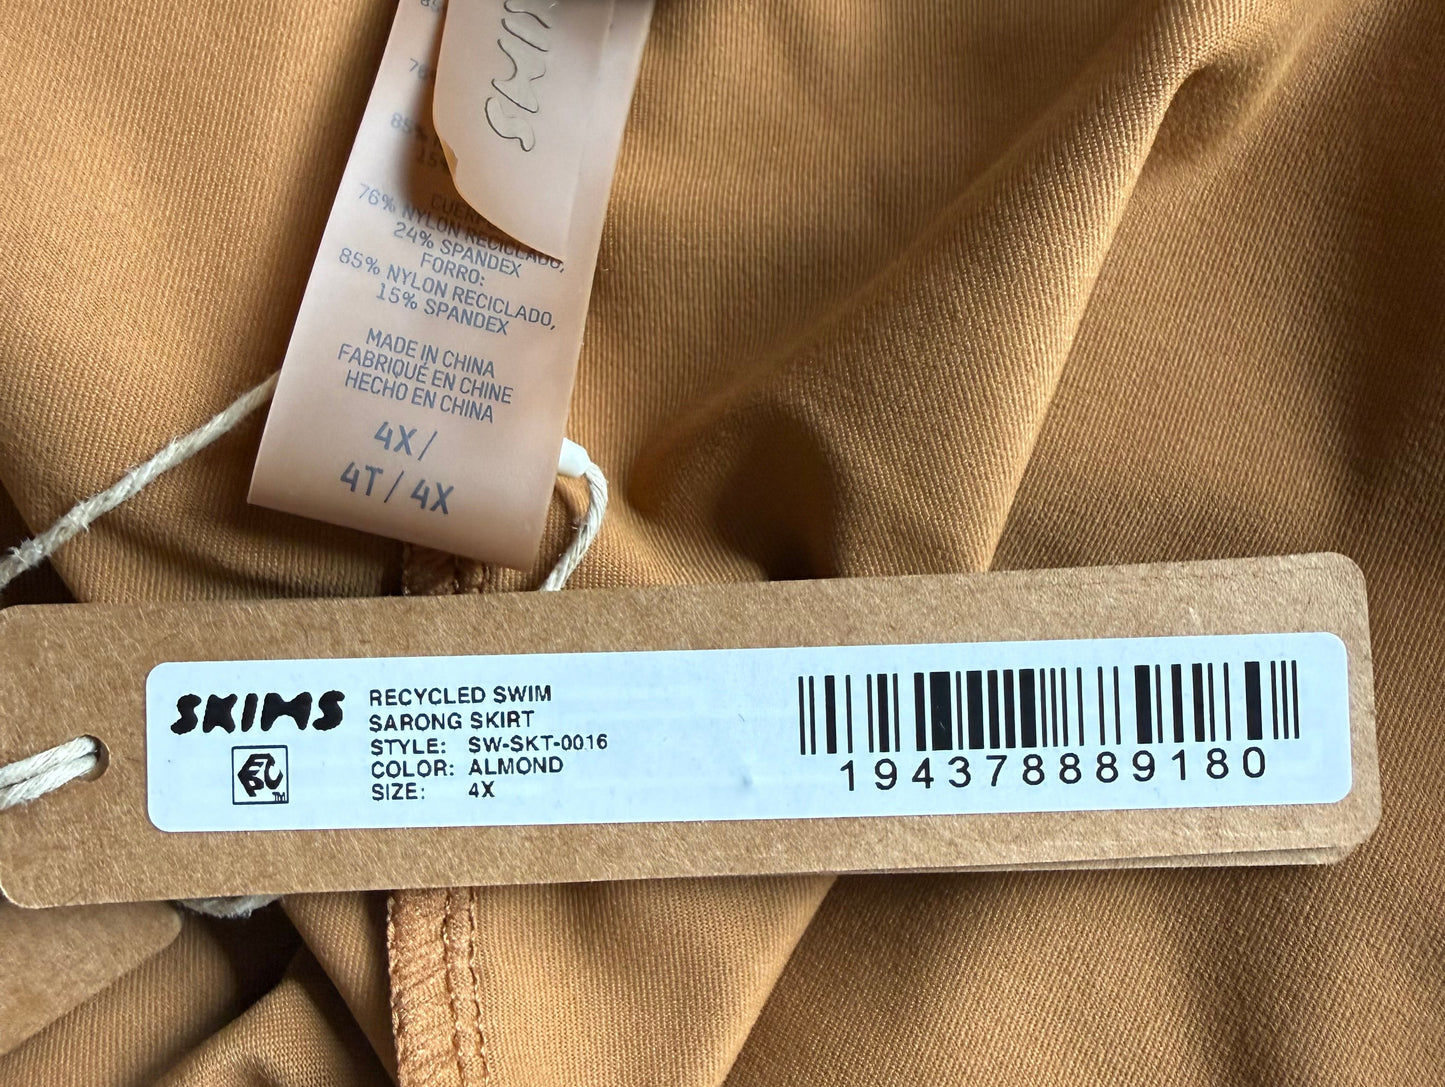 SKIMS
76% NYLON RECICLADO,
24% SPANDEX
FORRO:
85% NYLON RECICLADO,
15% SPANDEX
MADE IN CHINA
FABRIQUÉ EN CHINE
HECHO EN CHINA
4X/
4T / 4X
SKIMS
RECYCLED SWIM
SARONG SKIRT
STYLE: SW-SKT-0016
COLOR: ALMOND
SIZE: 4X
194378889180